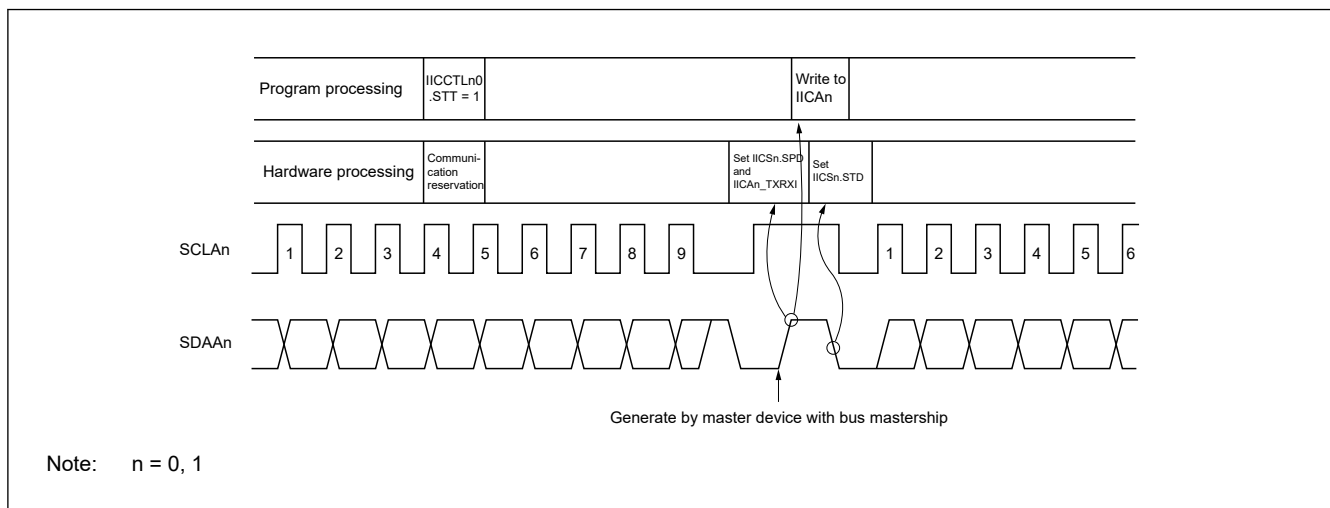 Program processing
IICCTLn0
.STT = 1
Write to
IICAn
Hardware processing
Communi-
cation
reservation
Set IICSn.SPD
and
IICAn_TXRXI
Set
IICSn.STD
SCLAn
1 2 3 4 5 6 7 8 9 1 2 3 4 5 6
SDAAn
Generate by master device with bus mastership
Note: n = 0, 1